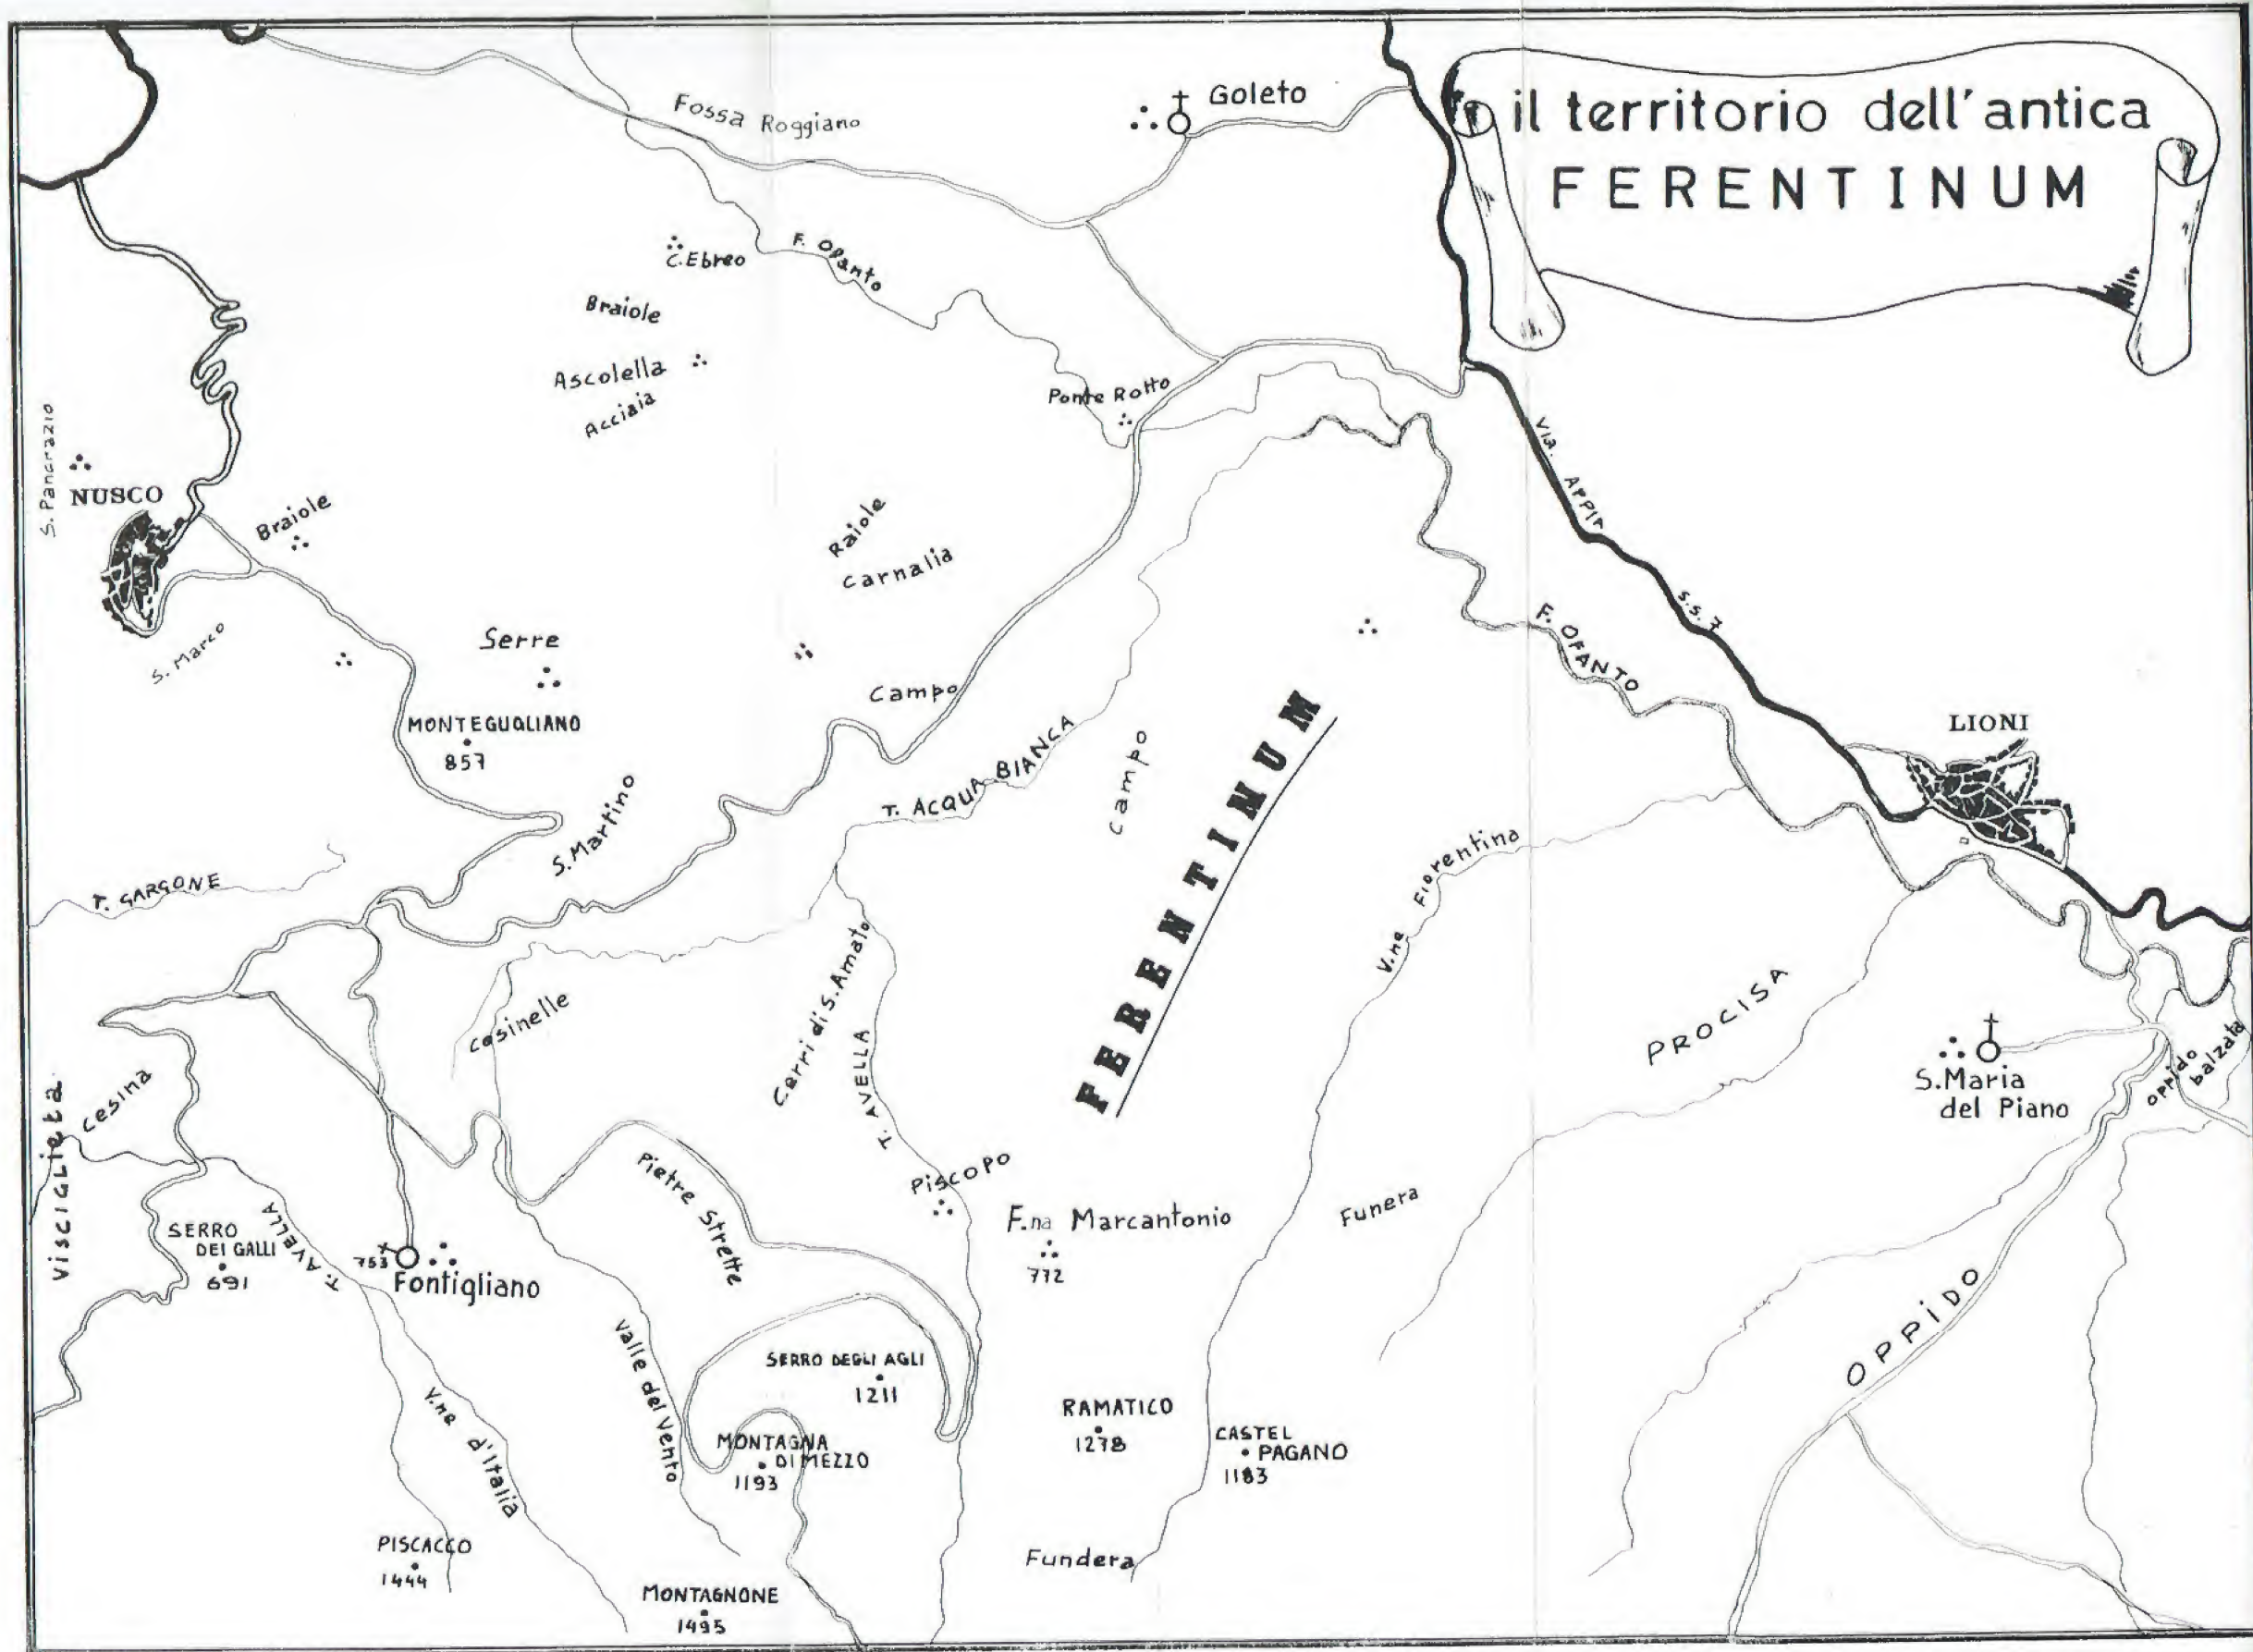 il territorio dell'antica
FERENTINUM
Goleto
Fossa Roggiano
C. Ebreo
F. Ofanto
Braiole
Ascolella
Acciaia
Ponte Rotto
S. Pancrazio
NUSCO
Braiole
Via. APPIA
S.S. 7
Raiole
Carnalia
S. Marco
Serre
F. OFANTO
Campo
MONTEGUGLIANO
857
LIONI
T. ACQUA BIANCA
Campo
FERENTINUM
S. Martino
T. GARGONE
V.ne Fiorentino
Casinelle
Cerri di S. Amato
T. AVELLA
PROCISA
S. Maria
del Piano
Oppido
balzata
Cesina
VISCIGLIETA
Pietre Strette
Piscopo
F.na Marcantonio
772
Funera
SERRO
DEI GALLI
691
T. AVELLA
753
Fontigliano
OPPIDO
Valle del Vento
SERRO DEGLI AGLI
1211
V.ne d'Italia
MONTAGNA
DI MEZZO
1193
RAMATICO
1278
CASTEL
PAGANO
1183
PISCACCO
1444
Fundera
MONTAGNONE
1495